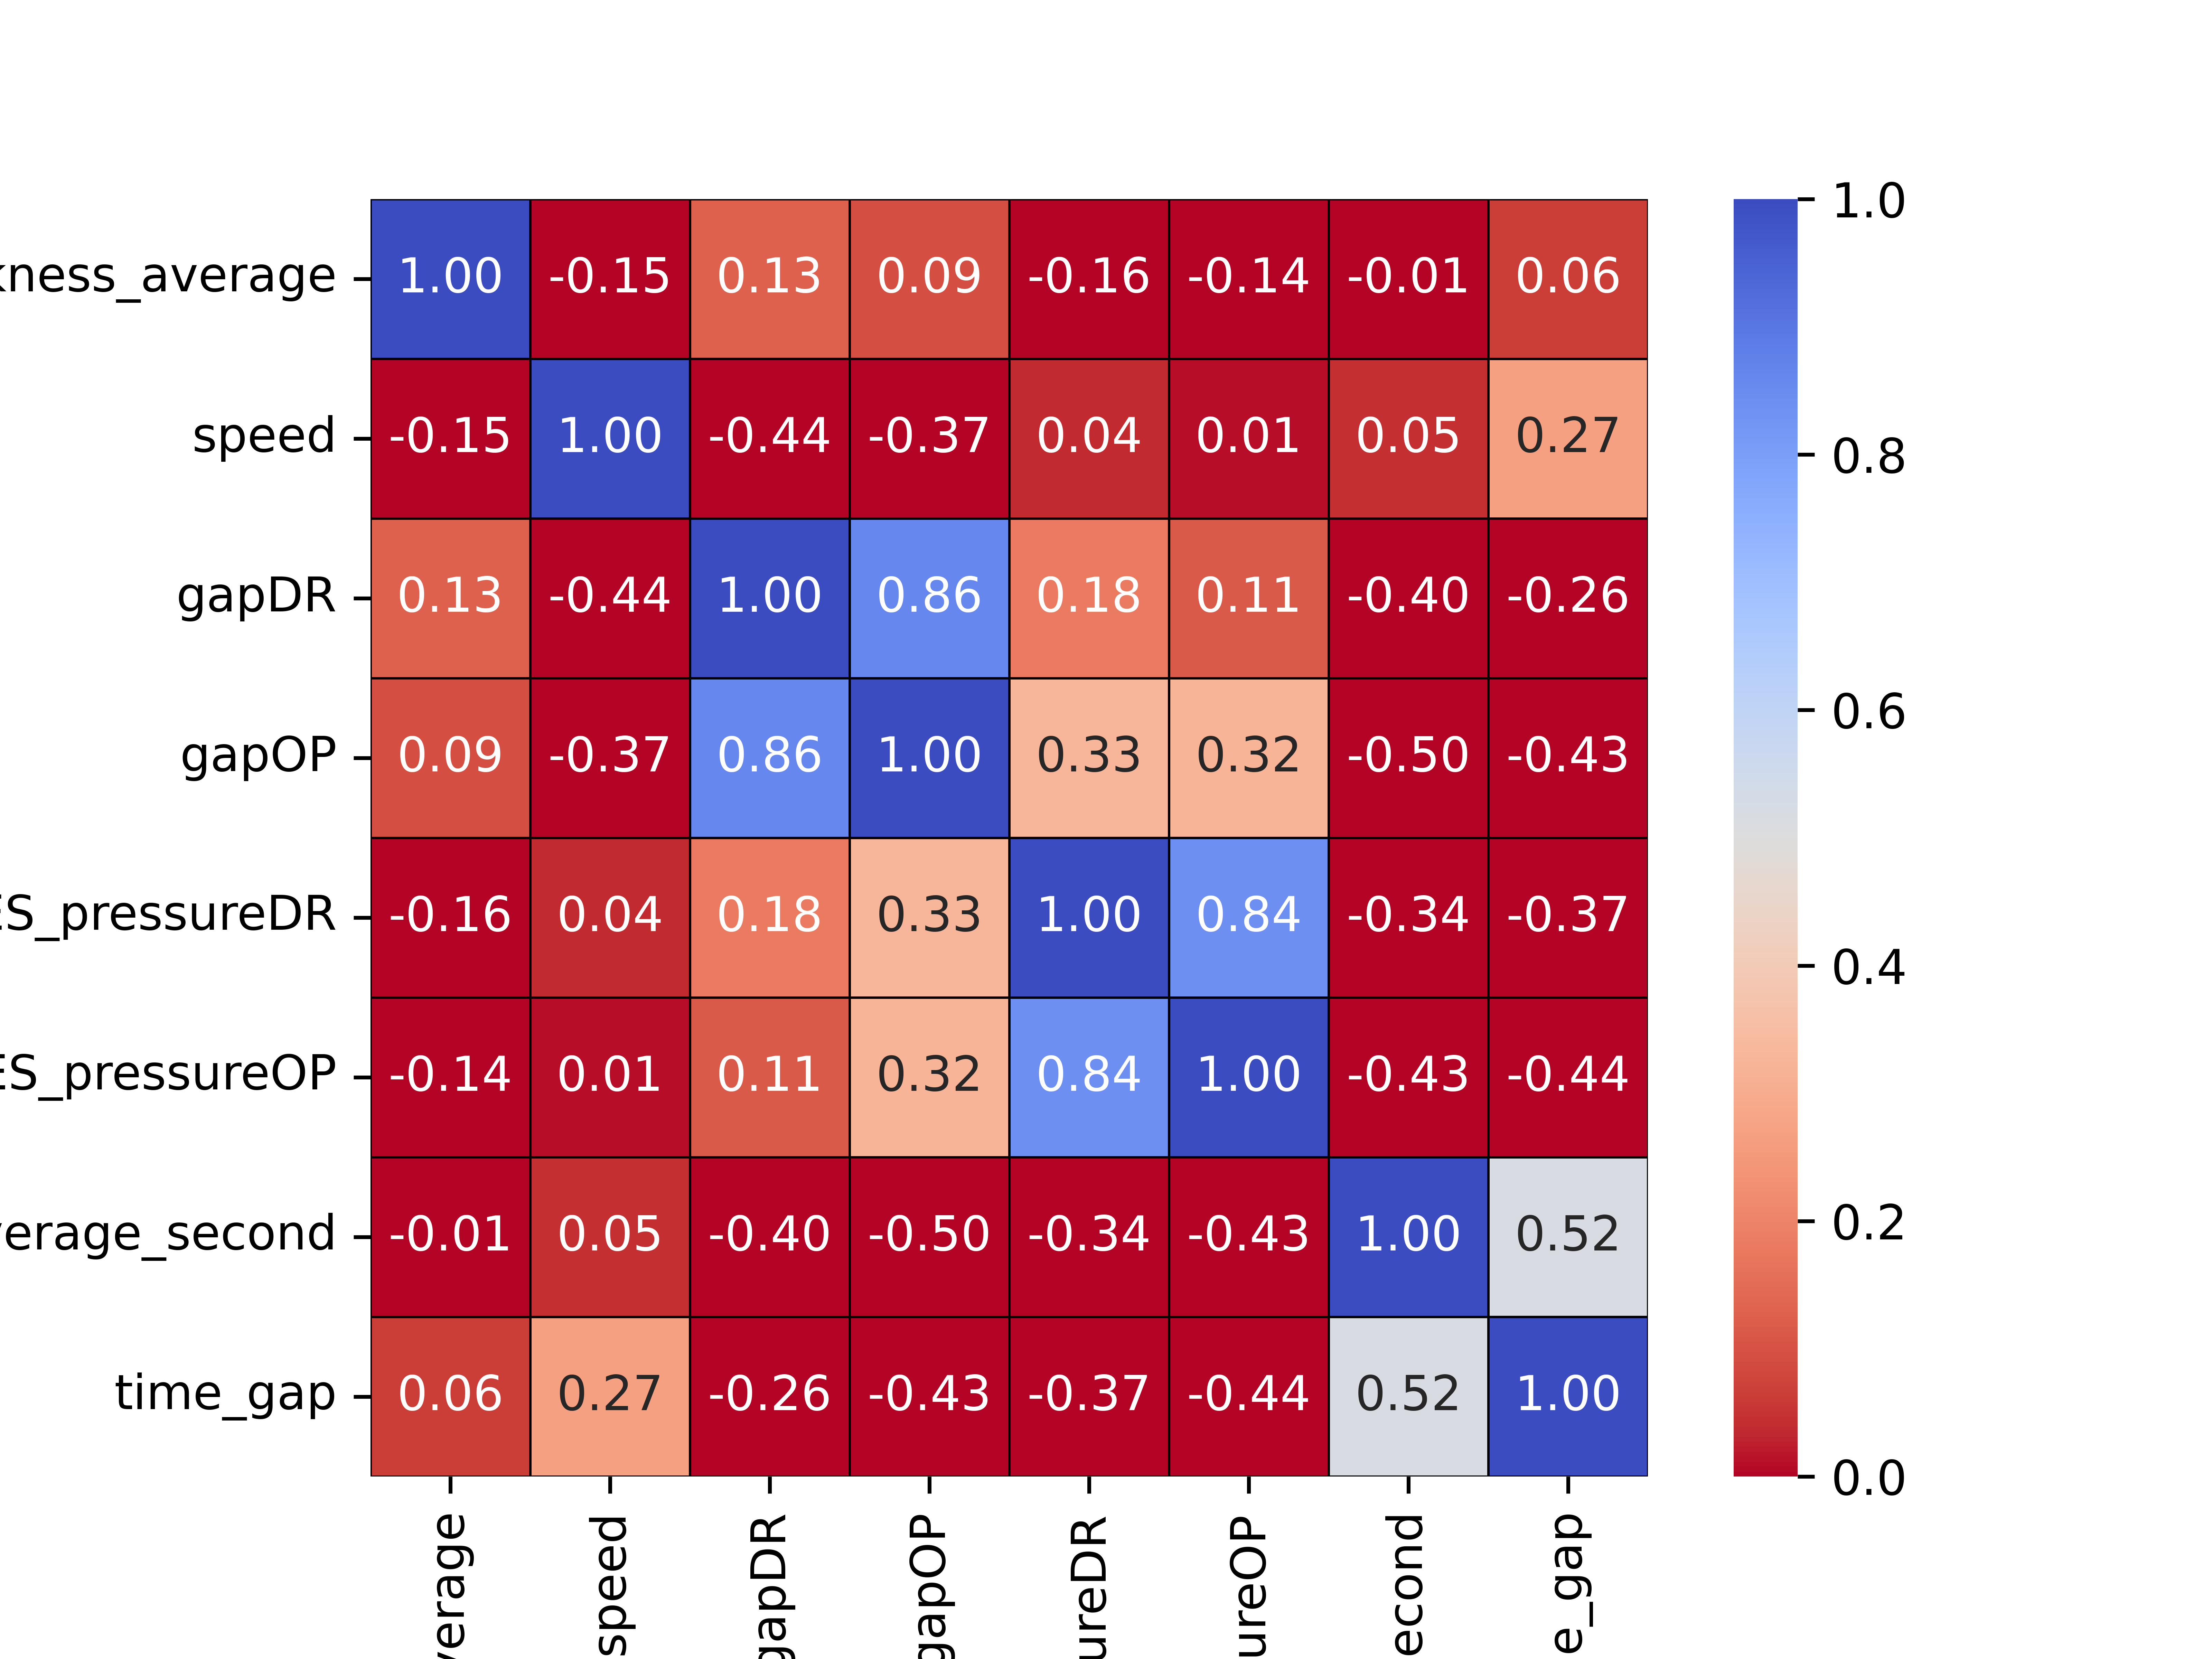 kness_average 1.00 -0.15 0.13 0.09 -0.16 -0.14 -0.01 0.06
speed -0.15 1.00 -0.44 -0.37 0.04 0.01 0.05 0.27
gapDR 0.13 -0.44 1.00 0.86 0.18 0.11 -0.40 -0.26
gapOP 0.09 -0.37 0.86 1.00 0.33 0.32 -0.50 -0.43
ES_pressureDR -0.16 0.04 0.18 0.33 1.00 0.84 -0.34 -0.37
ES_pressureOP -0.14 0.01 0.11 0.32 0.84 1.00 -0.43 -0.44
verage_second -0.01 0.05 -0.40 -0.50 -0.34 -0.43 1.00 0.52
time_gap 0.06 0.27 -0.26 -0.43 -0.37 -0.44 0.52 1.00
verage
speed
gapDR
gapOP
ureDR
ureOP
econd
e_gap
1.0
0.8
0.6
0.4
0.2
0.0